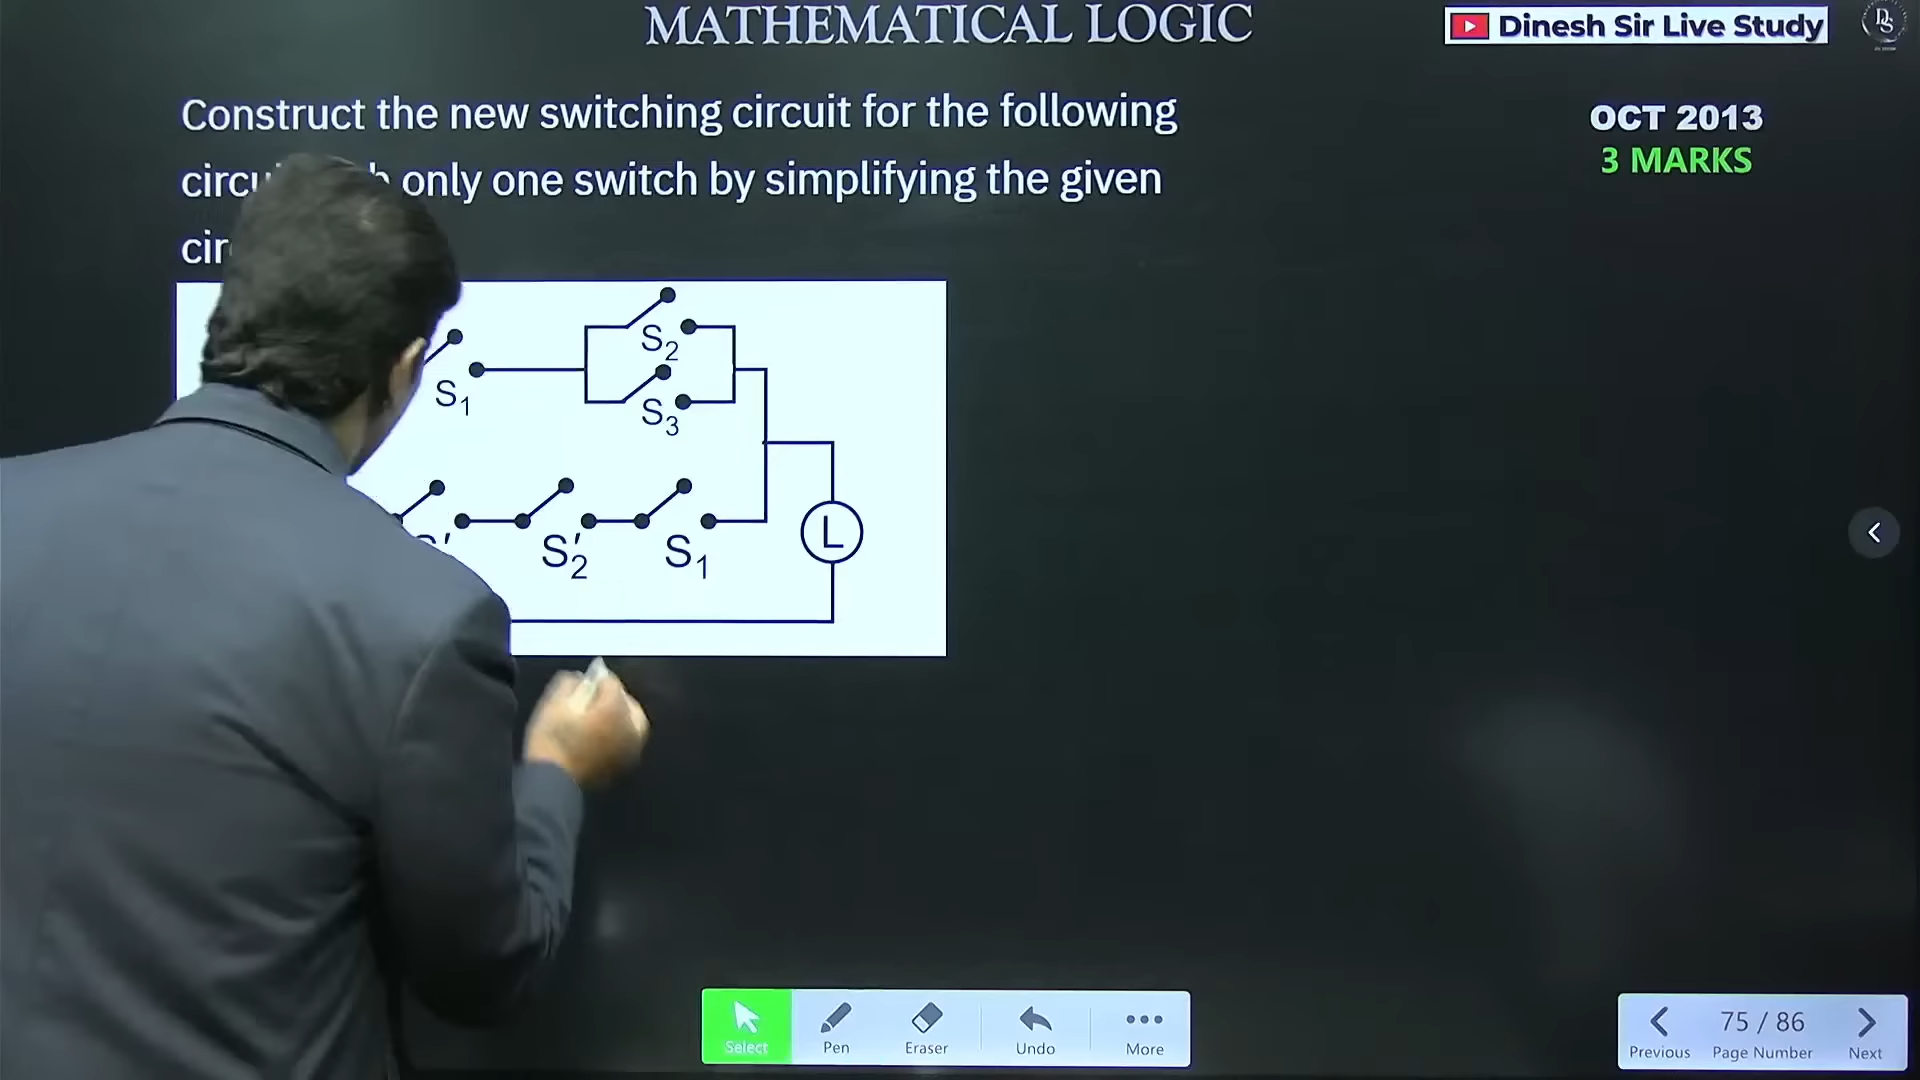 MATHEMATICAL LOGIC
Dinesh Sir Live Study
DS
Construct the new switching circuit for the following
only one switch by simplifying the given
OCT 2013
3 MARKS
S2
S1
S3
S'2
S1
L
Select
Pen
Eraser
Undo
More
75 / 86
Previous
Page Number
Next